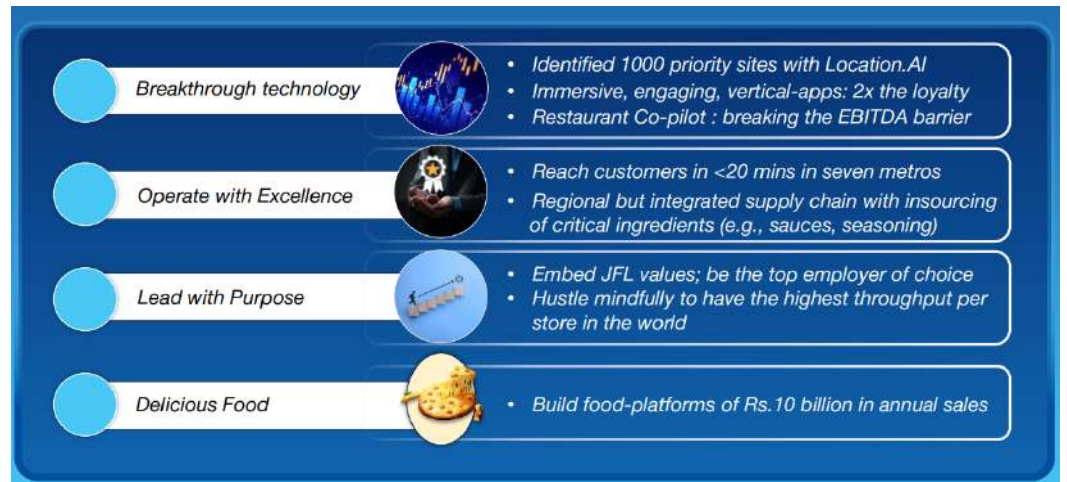 Breakthrough technology
• Identified 1000 priority sites with Location.AI
• Immersive, engaging, vertical-apps: 2x the loyalty
• Restaurant Co-pilot : breaking the EBITDA barrier
Operate with Excellence
• Reach customers in <20 mins in seven metros
• Regional but integrated supply chain with insourcing
of critical ingredients (e.g., sauces, seasoning)
Lead with Purpose
• Embed JFL values; be the top employer of choice
• Hustle mindfully to have the highest throughput per
store in the world
Delicious Food
• Build food-platforms of Rs.10 billion in annual sales